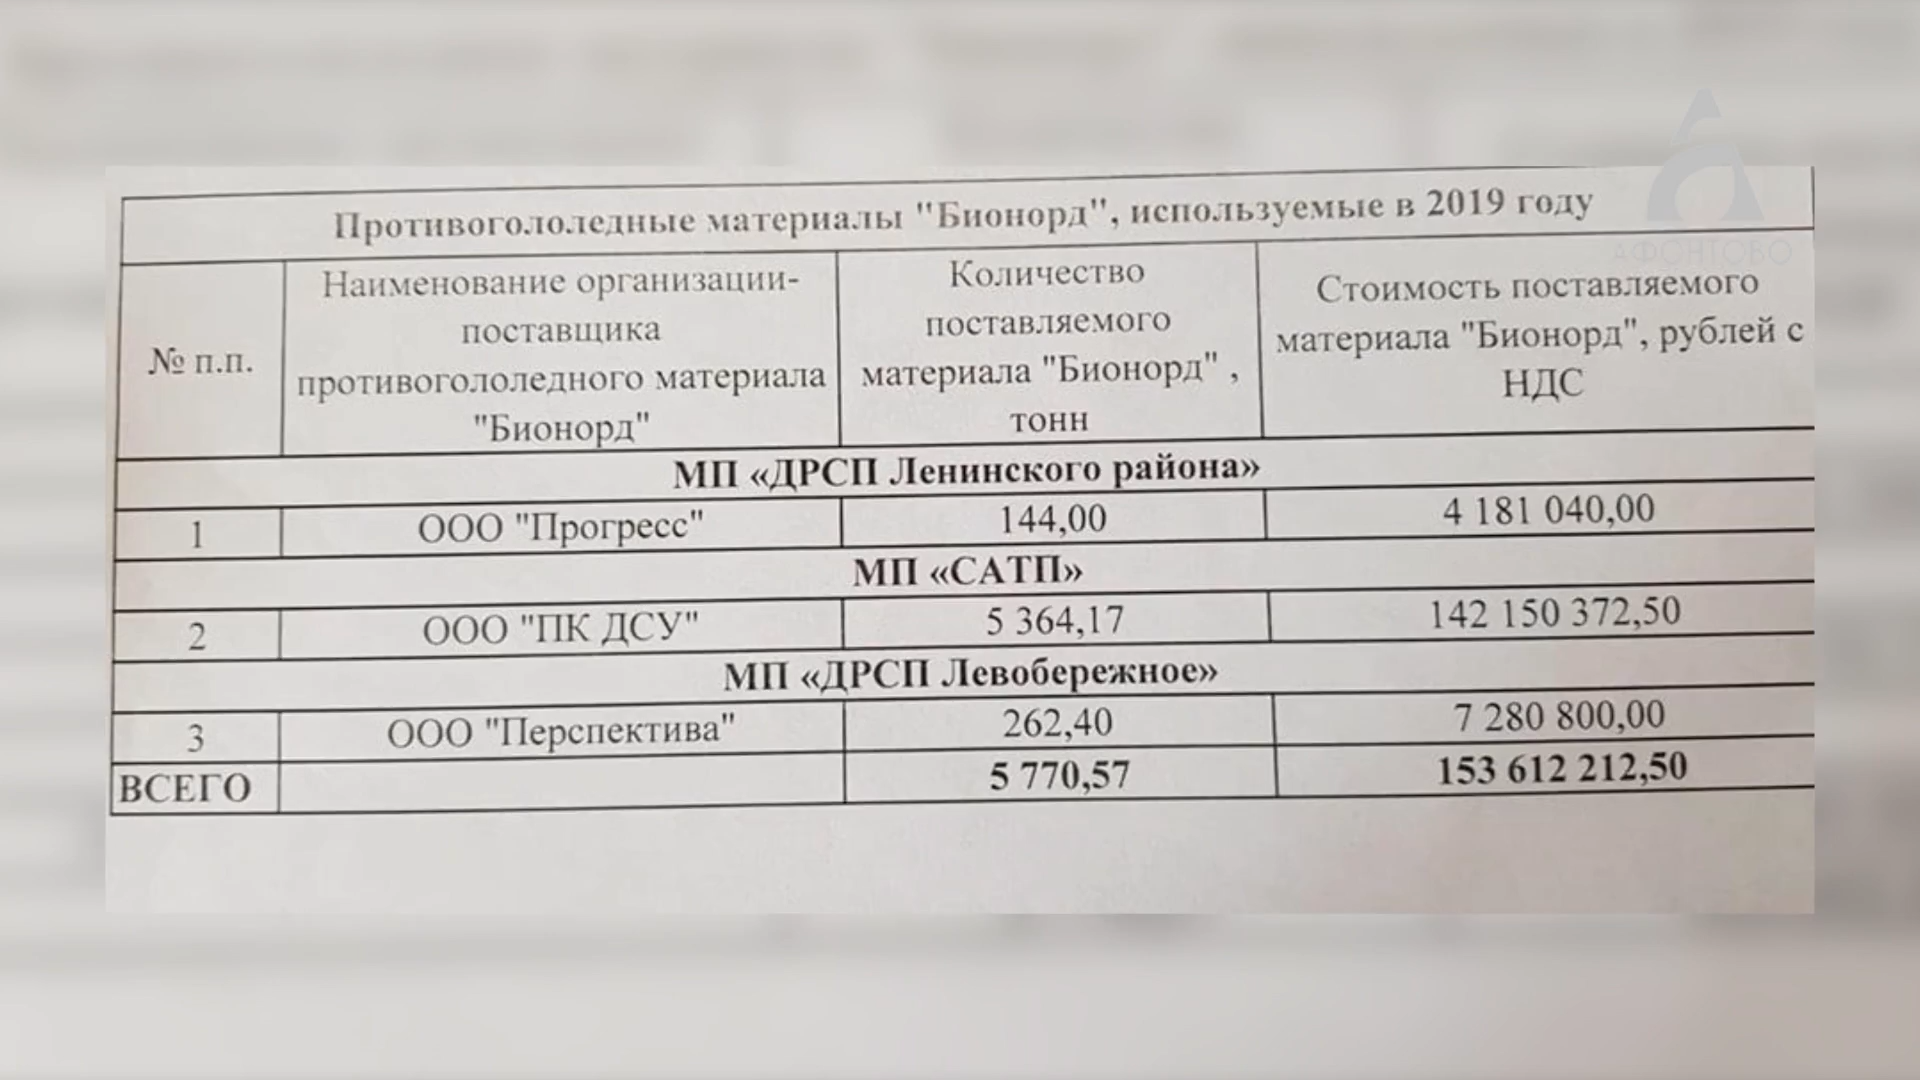 АФОНТОВО
Противогололедные материалы "Бионорд", используемые в 2019 году
№ п.п.
Наименование организации-
поставщика
противогололедного материала
"Бионорд"
Количество
поставляемого
материала "Бионорд" ,
тонн
Стоимость поставляемого
материала "Бионорд", рублей с
НДС
МП «ДРСП Ленинского района»
1 ООО "Прогресс" 144,00 4 181 040,00
МП «САТП»
2 ООО "ПК ДСУ" 5 364,17 142 150 372,50
МП «ДРСП Левобережное»
3 ООО "Перспектива" 262,40 7 280 800,00
ВСЕГО 5 770,57 153 612 212,50